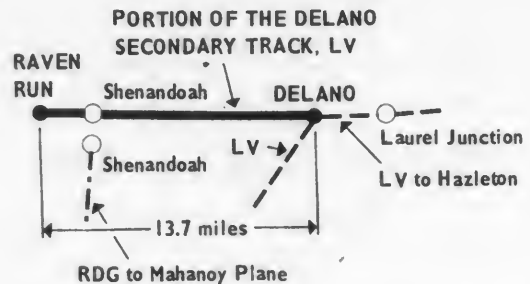 PORTION OF THE DELANO
SECONDARY TRACK, LV
RAVEN
RUN
Shenandoah
DELANO
Laurel Junction
LV
Shenandoah
LV to Hazleton
13.7 miles
RDG to Mahanoy Plane